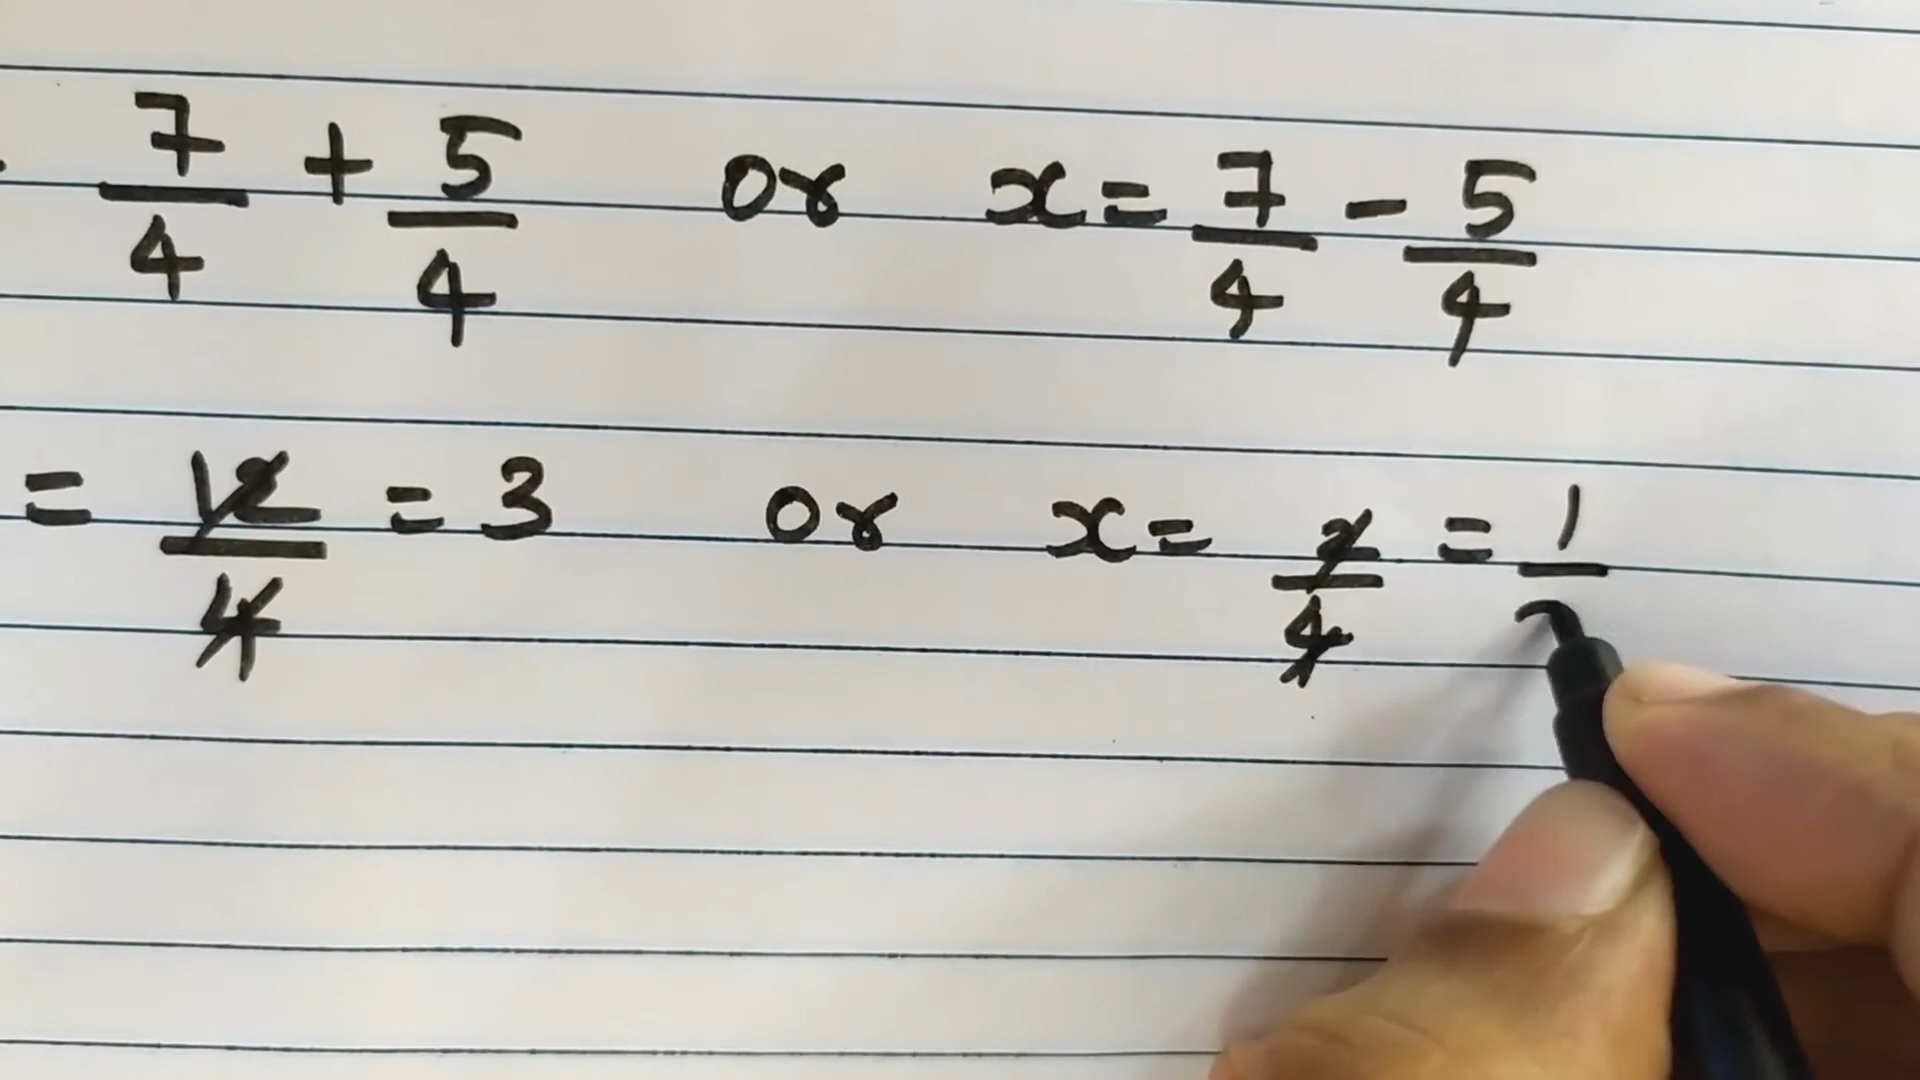 7/4 + 5/4 or x = 7/4 - 5/4
= 12/4 = 3 or x = 2/4 = 1/